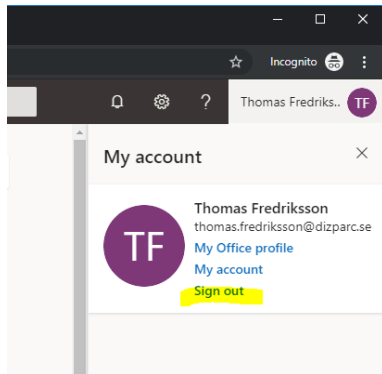 Incognito
? Thomas Fredriks.. TF
My account
TF
Thomas Fredriksson
thomas.fredriksson@dizparc.se
My Office profile
My account
Sign out